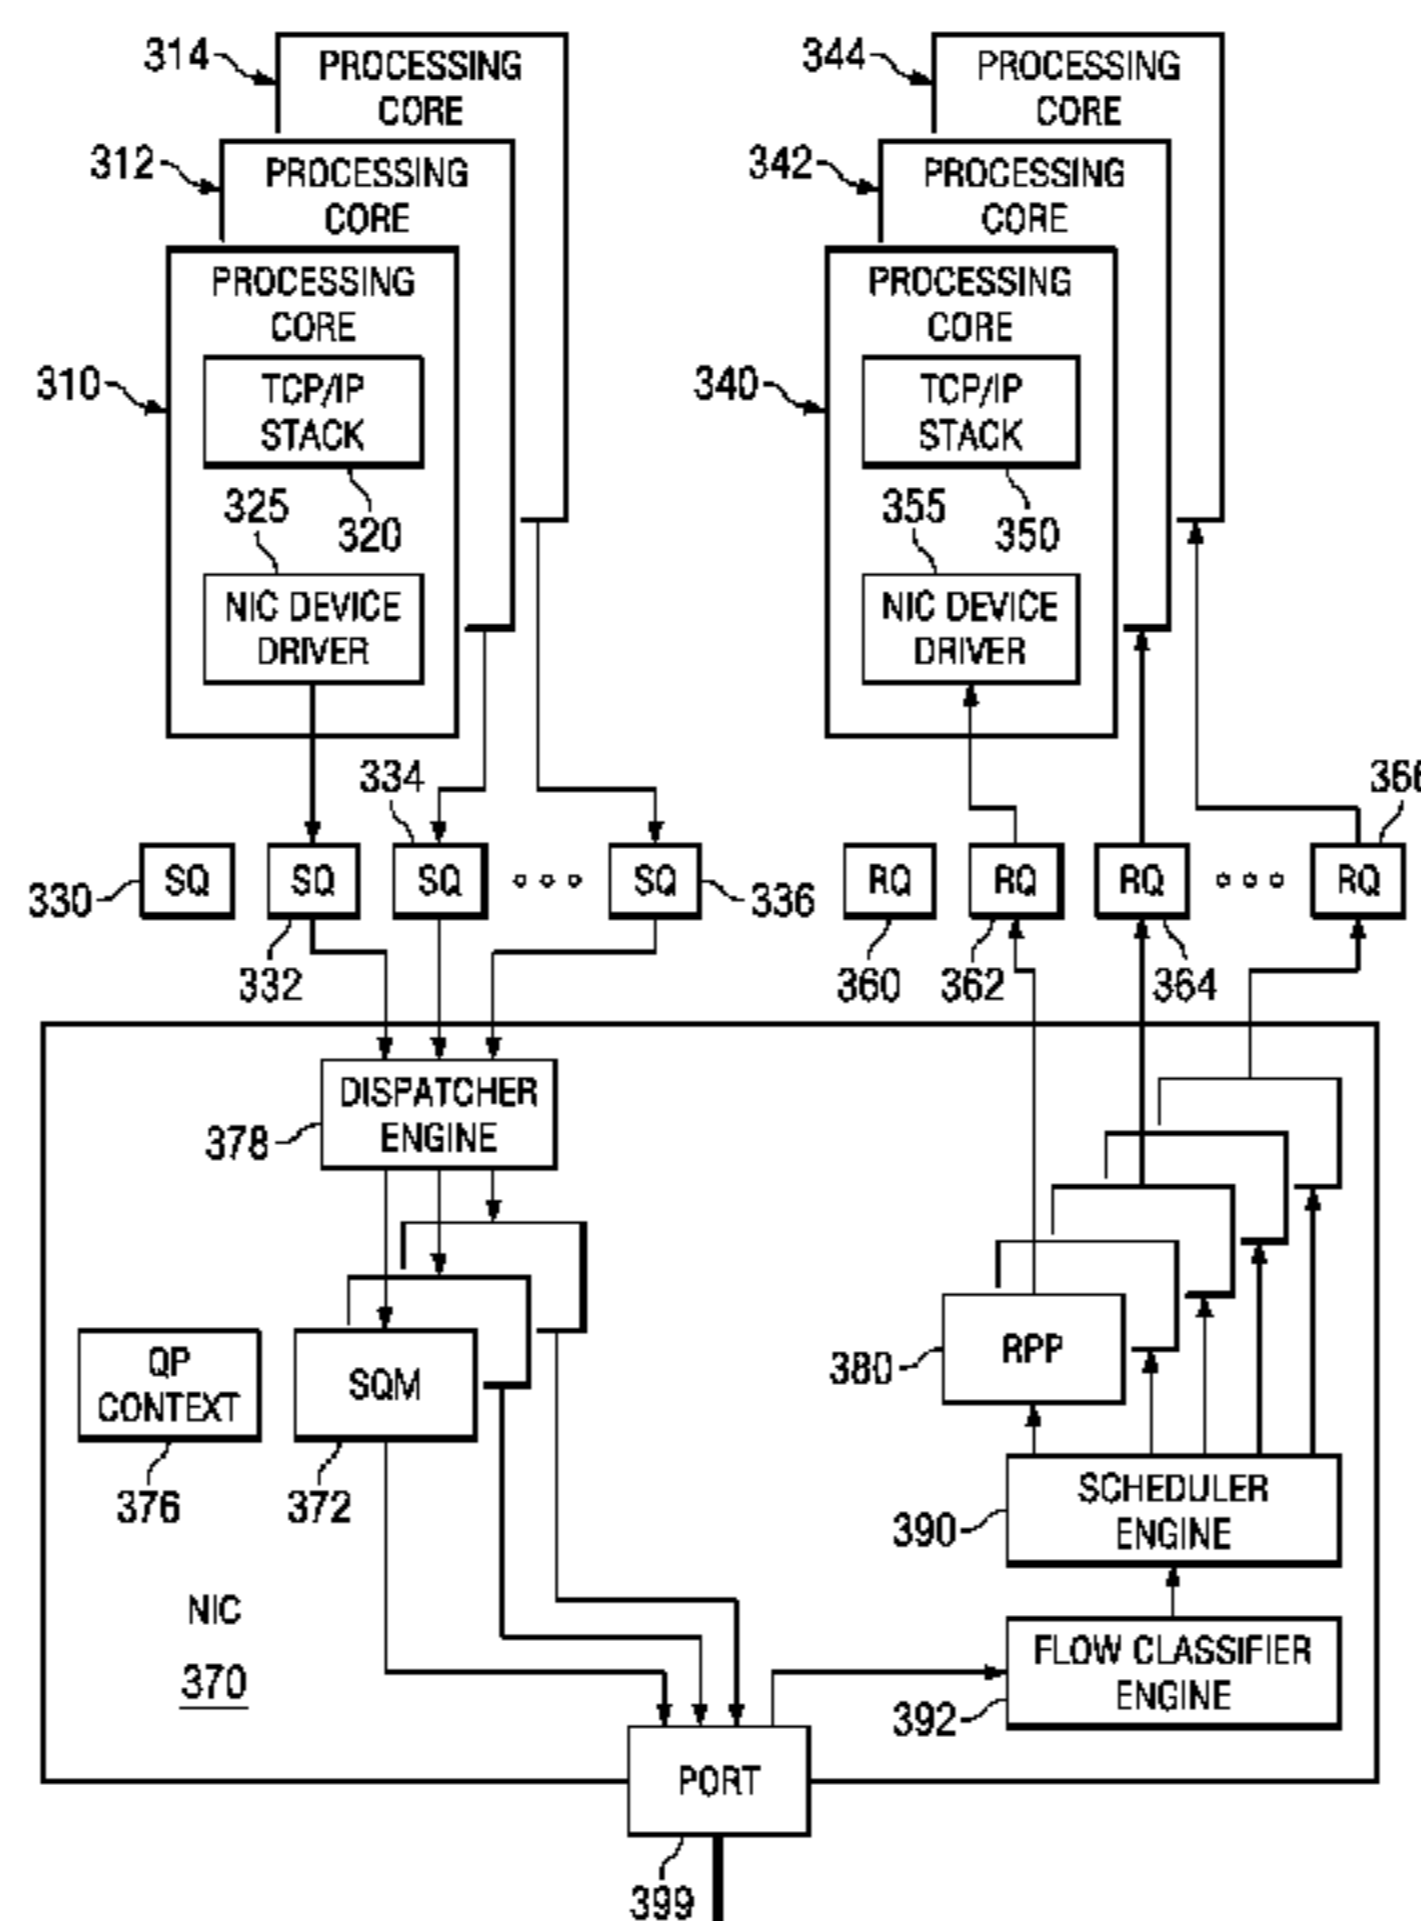 314
PROCESSING
CORE
344
PROCESSING
CORE
312
PROCESSING
CORE
342
PROCESSING
CORE
PROCESSING
CORE
PROCESSING
CORE
310
TCP/IP
STACK
340
TCP/IP
STACK
325
320
355
350
NIC DEVICE
DRIVER
NIC DEVICE
DRIVER
334
366
330
SQ
SQ
SQ
SQ
336
RQ
RQ
RQ
RQ
332
360
362
364
DISPATCHER
ENGINE
378
QP
CONTEXT
SQM
380
RPP
376
372
390
SCHEDULER
ENGINE
NIC
370
FLOW CLASSIFIER
ENGINE
392
PORT
399